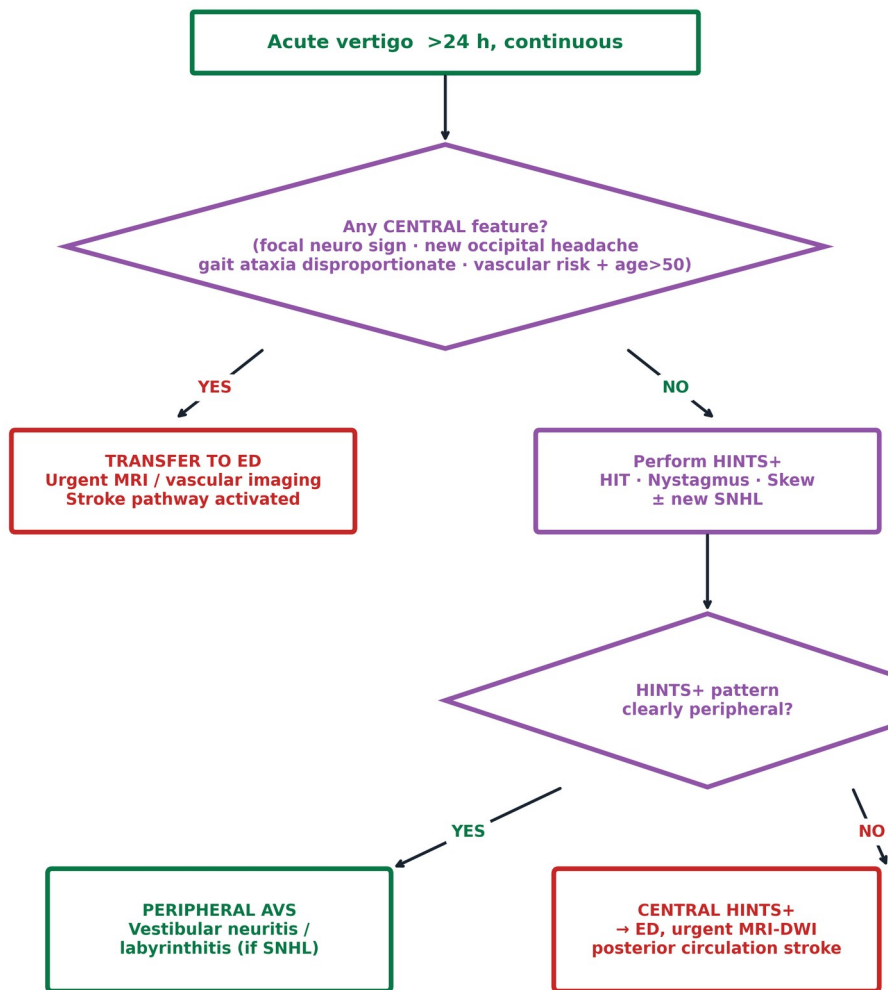 Acute vertigo  >24 h, continuous
Any CENTRAL feature?
(focal neuro sign · new occipital headache
gait ataxia disproportionate · vascular risk + age>50)
YES
NO
TRANSFER TO ED
Urgent MRI / vascular imaging
Stroke pathway activated
Perform HINTS+
HIT · Nystagmus · Skew
± new SNHL
HINTS+ pattern
clearly peripheral?
YES
NO
PERIPHERAL AVS
Vestibular neuritis /
labyrinthitis (if SNHL)
CENTRAL HINTS+
→ ED, urgent MRI-DWI
posterior circulation stroke